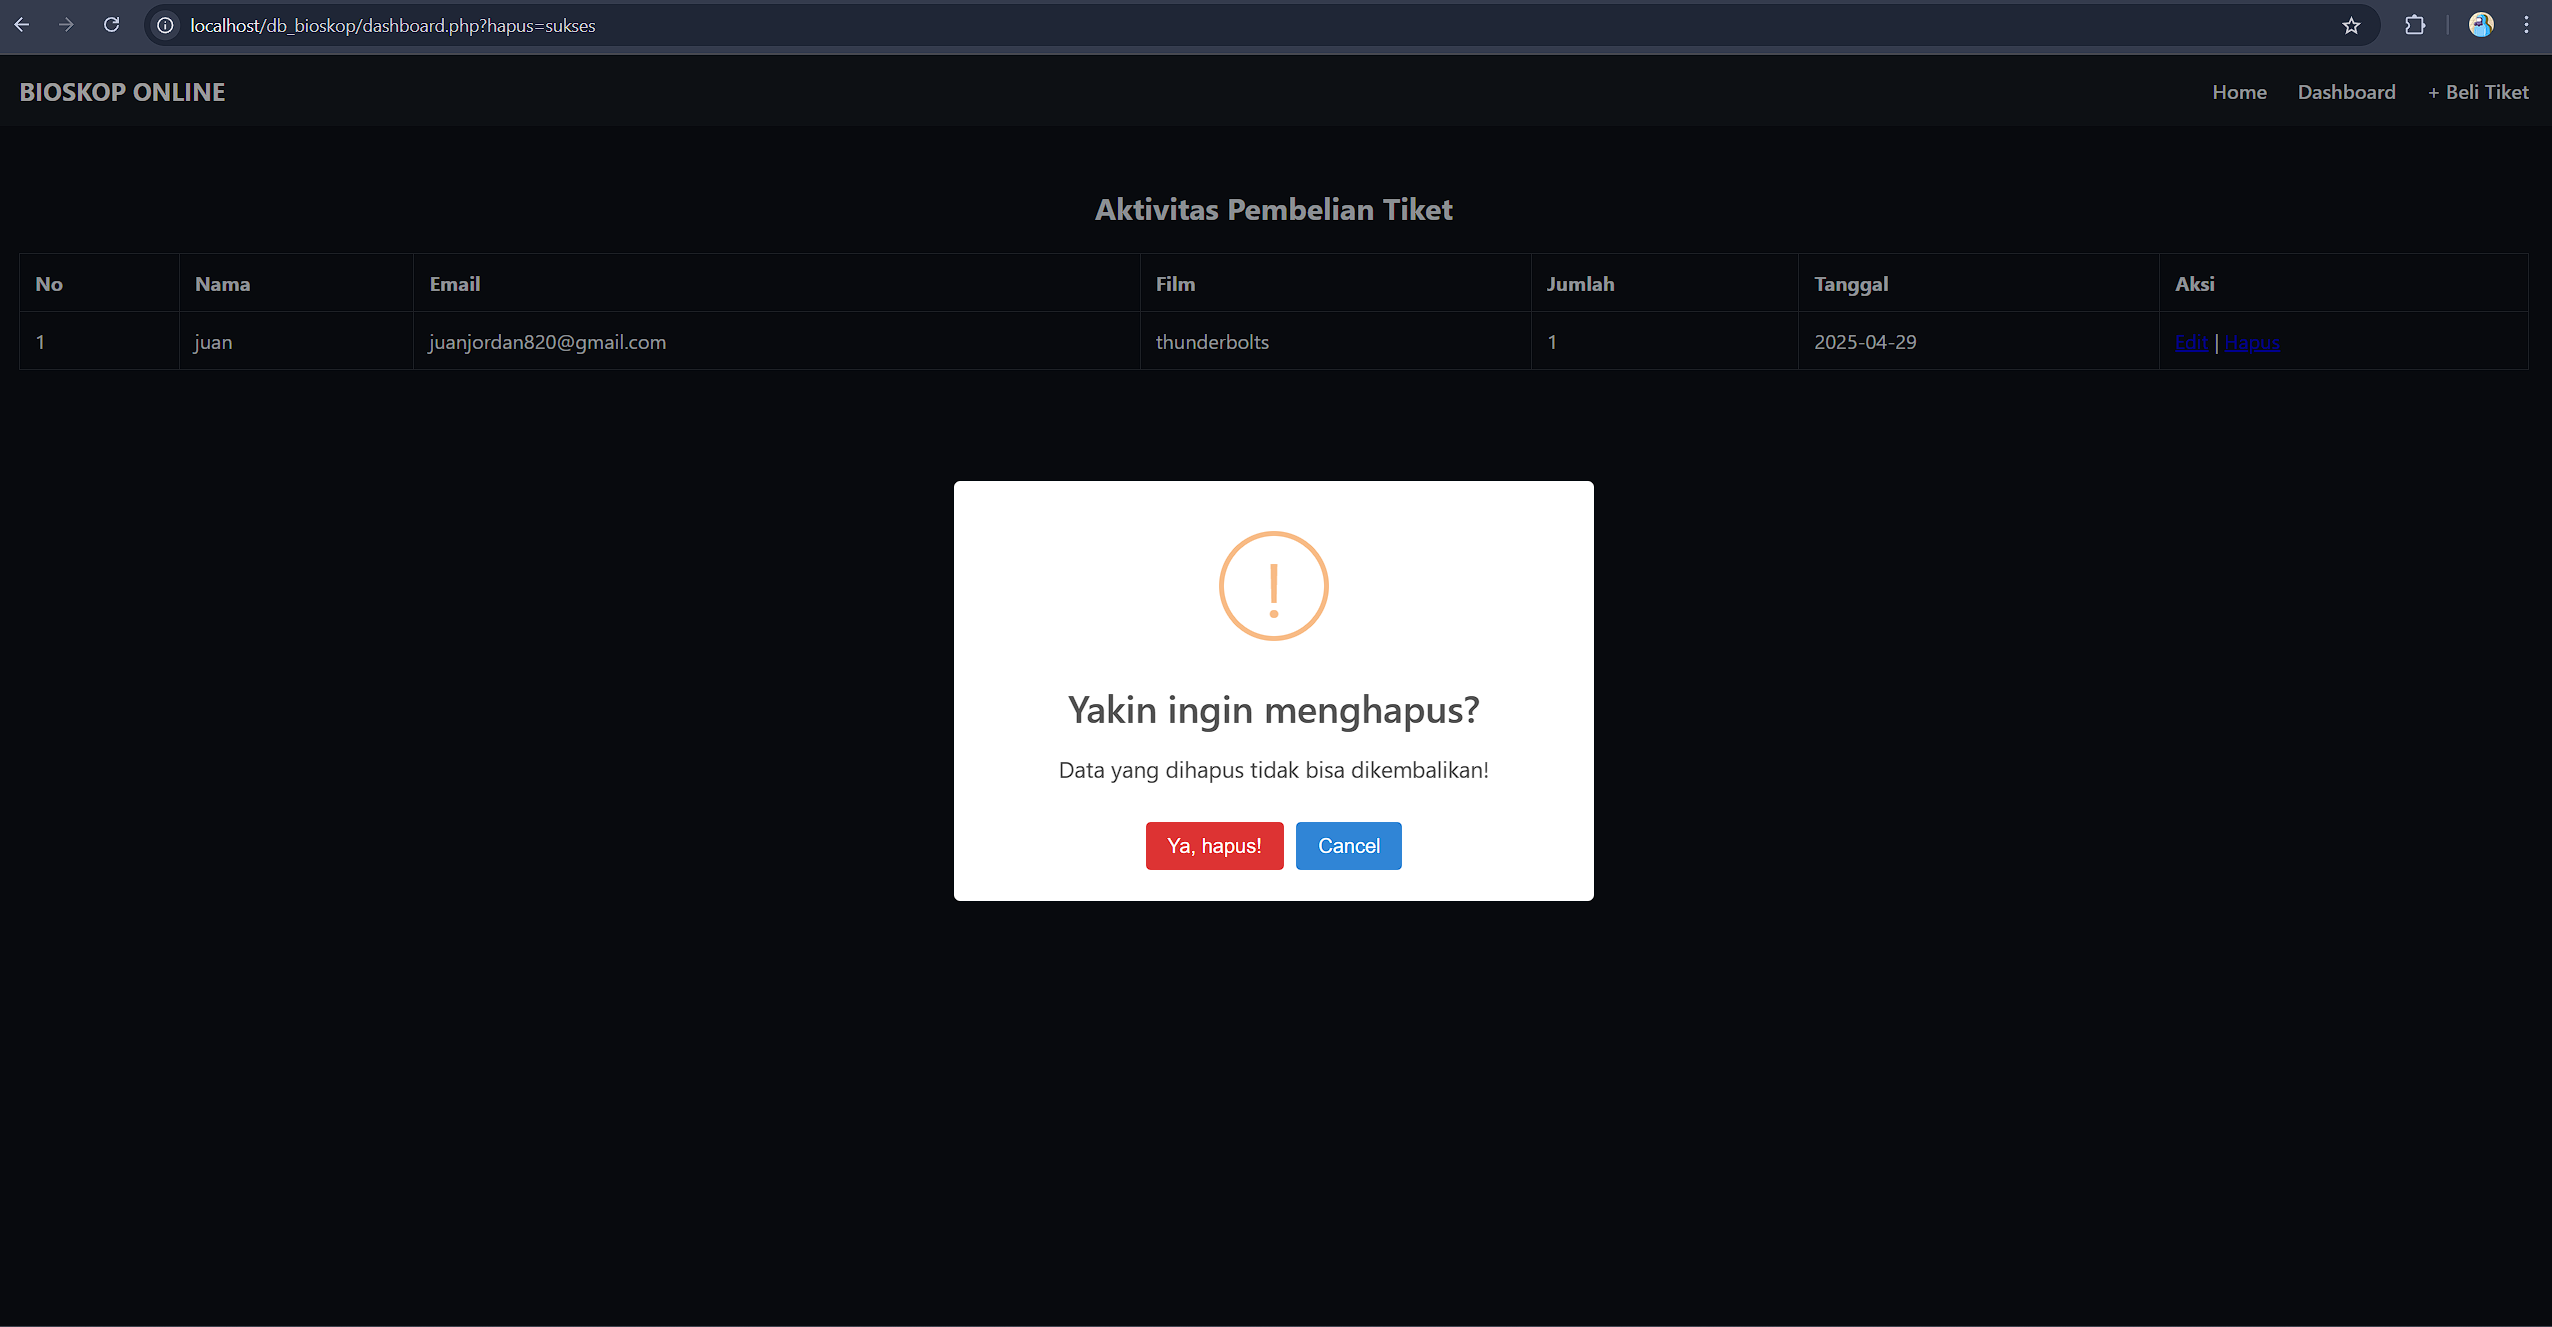 localhost/db_bioskop/dashboard.php?hapus=sukses
BIOSKOP ONLINE
Home Dashboard + Beli Tiket
Aktivitas Pembelian Tiket
No Nama Email Film Jumlah Tanggal Aksi
1 juan juanjordan820@gmail.com thunderbolts 1 2025-04-29 Edit | Hapus
!
Yakin ingin menghapus?
Data yang dihapus tidak bisa dikembalikan!
Ya, hapus! Cancel